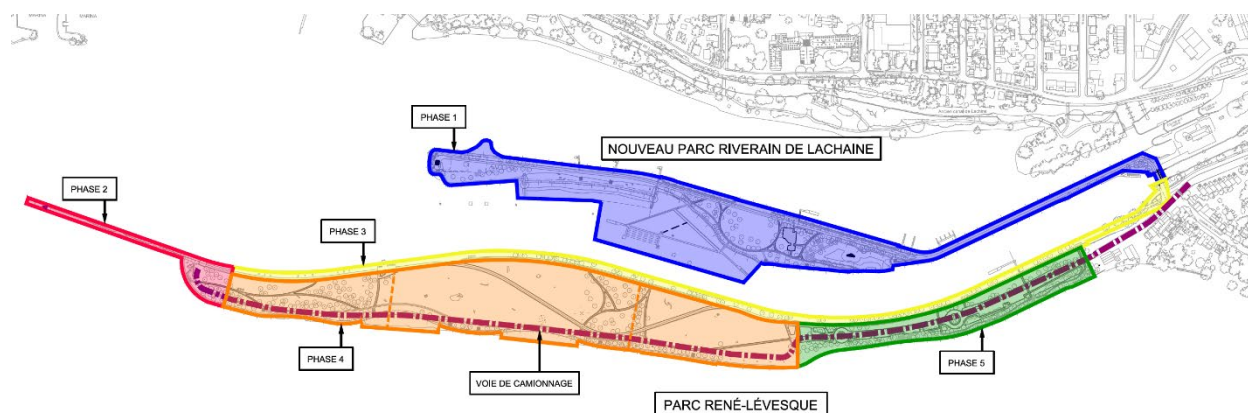 MARINA
PHASE 1
NOUVEAU PARC RIVERAIN DE LACHAINE
PHASE 2
PHASE 3
PHASE 4
VOIE DE CAMIONNAGE
PHASE 5
PARC RENÉ-LÉVESQUE